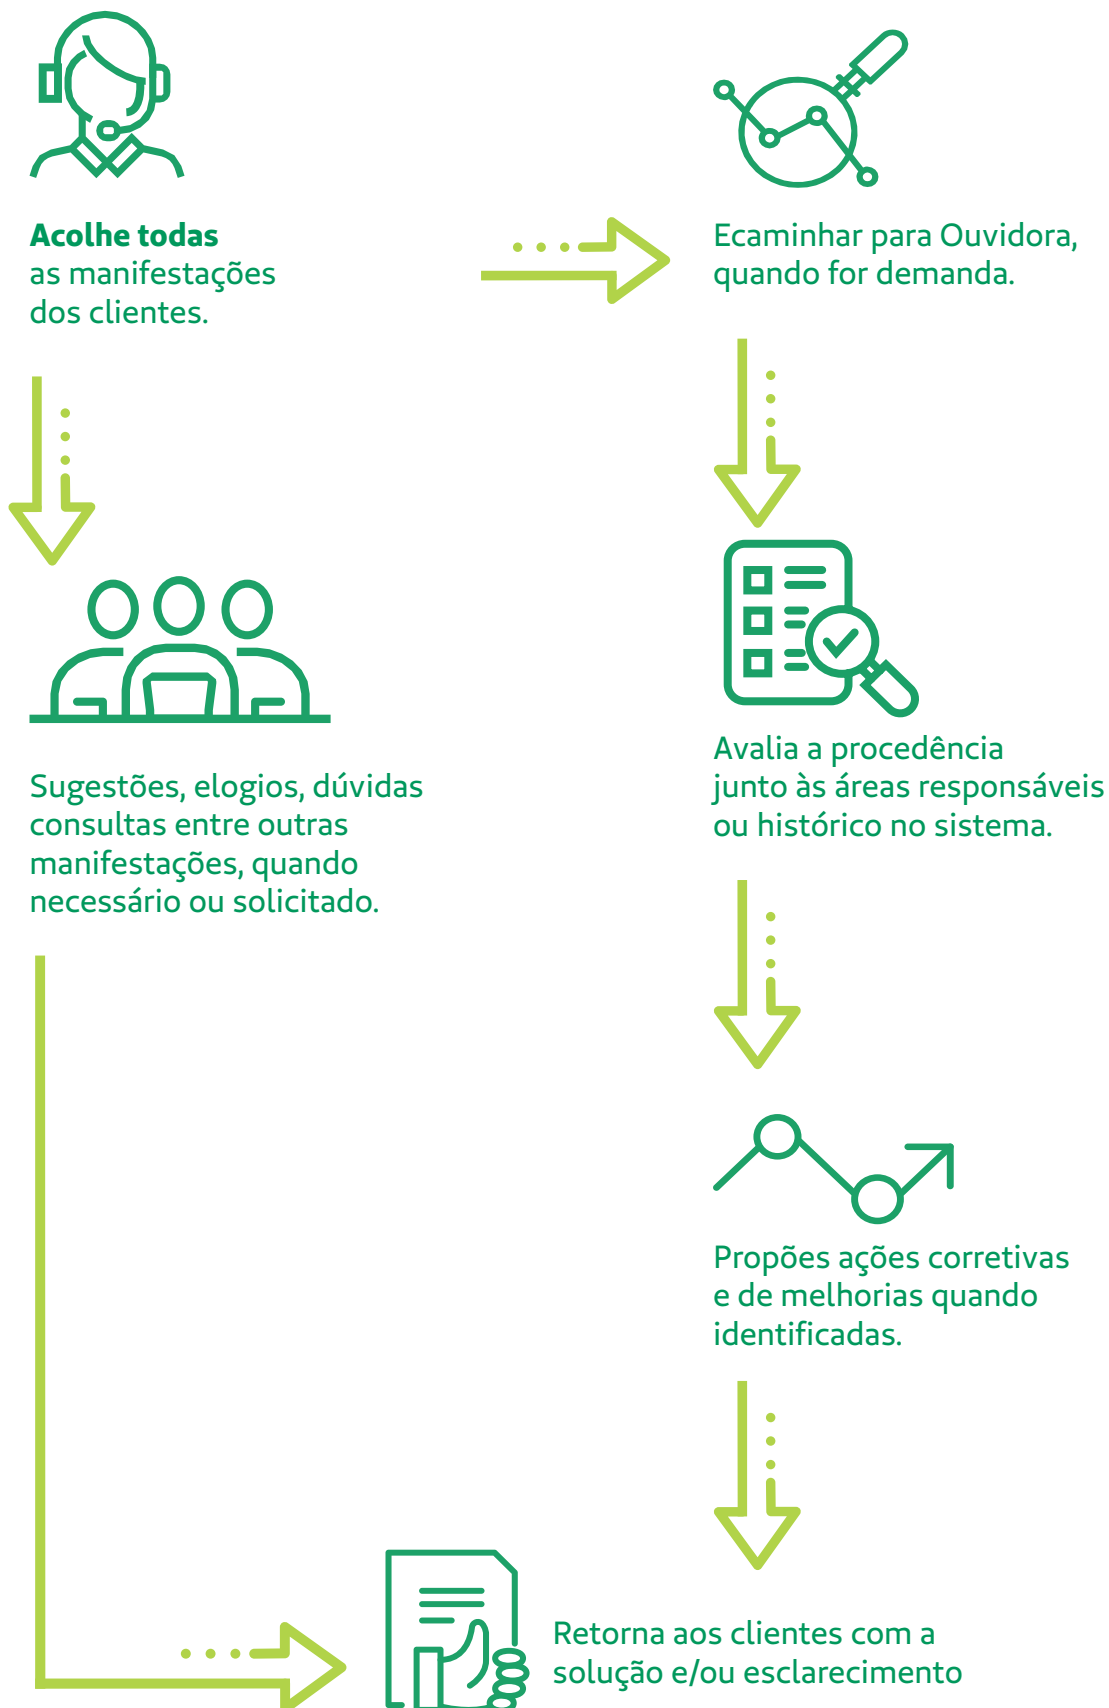 Acolhe todas
as manifestações
dos clientes.
Ecaminhar para Ouvidora,
quando for demanda.
Sugestões, elogios, dúvidas
consultas entre outras
manifestações, quando
necessário ou solicitado.
Avalia a procedência
junto às áreas responsáveis
ou histórico no sistema.
Propões ações corretivas
e de melhorias quando
identificadas.
Retorna aos clientes com a
solução e/ou esclarecimento